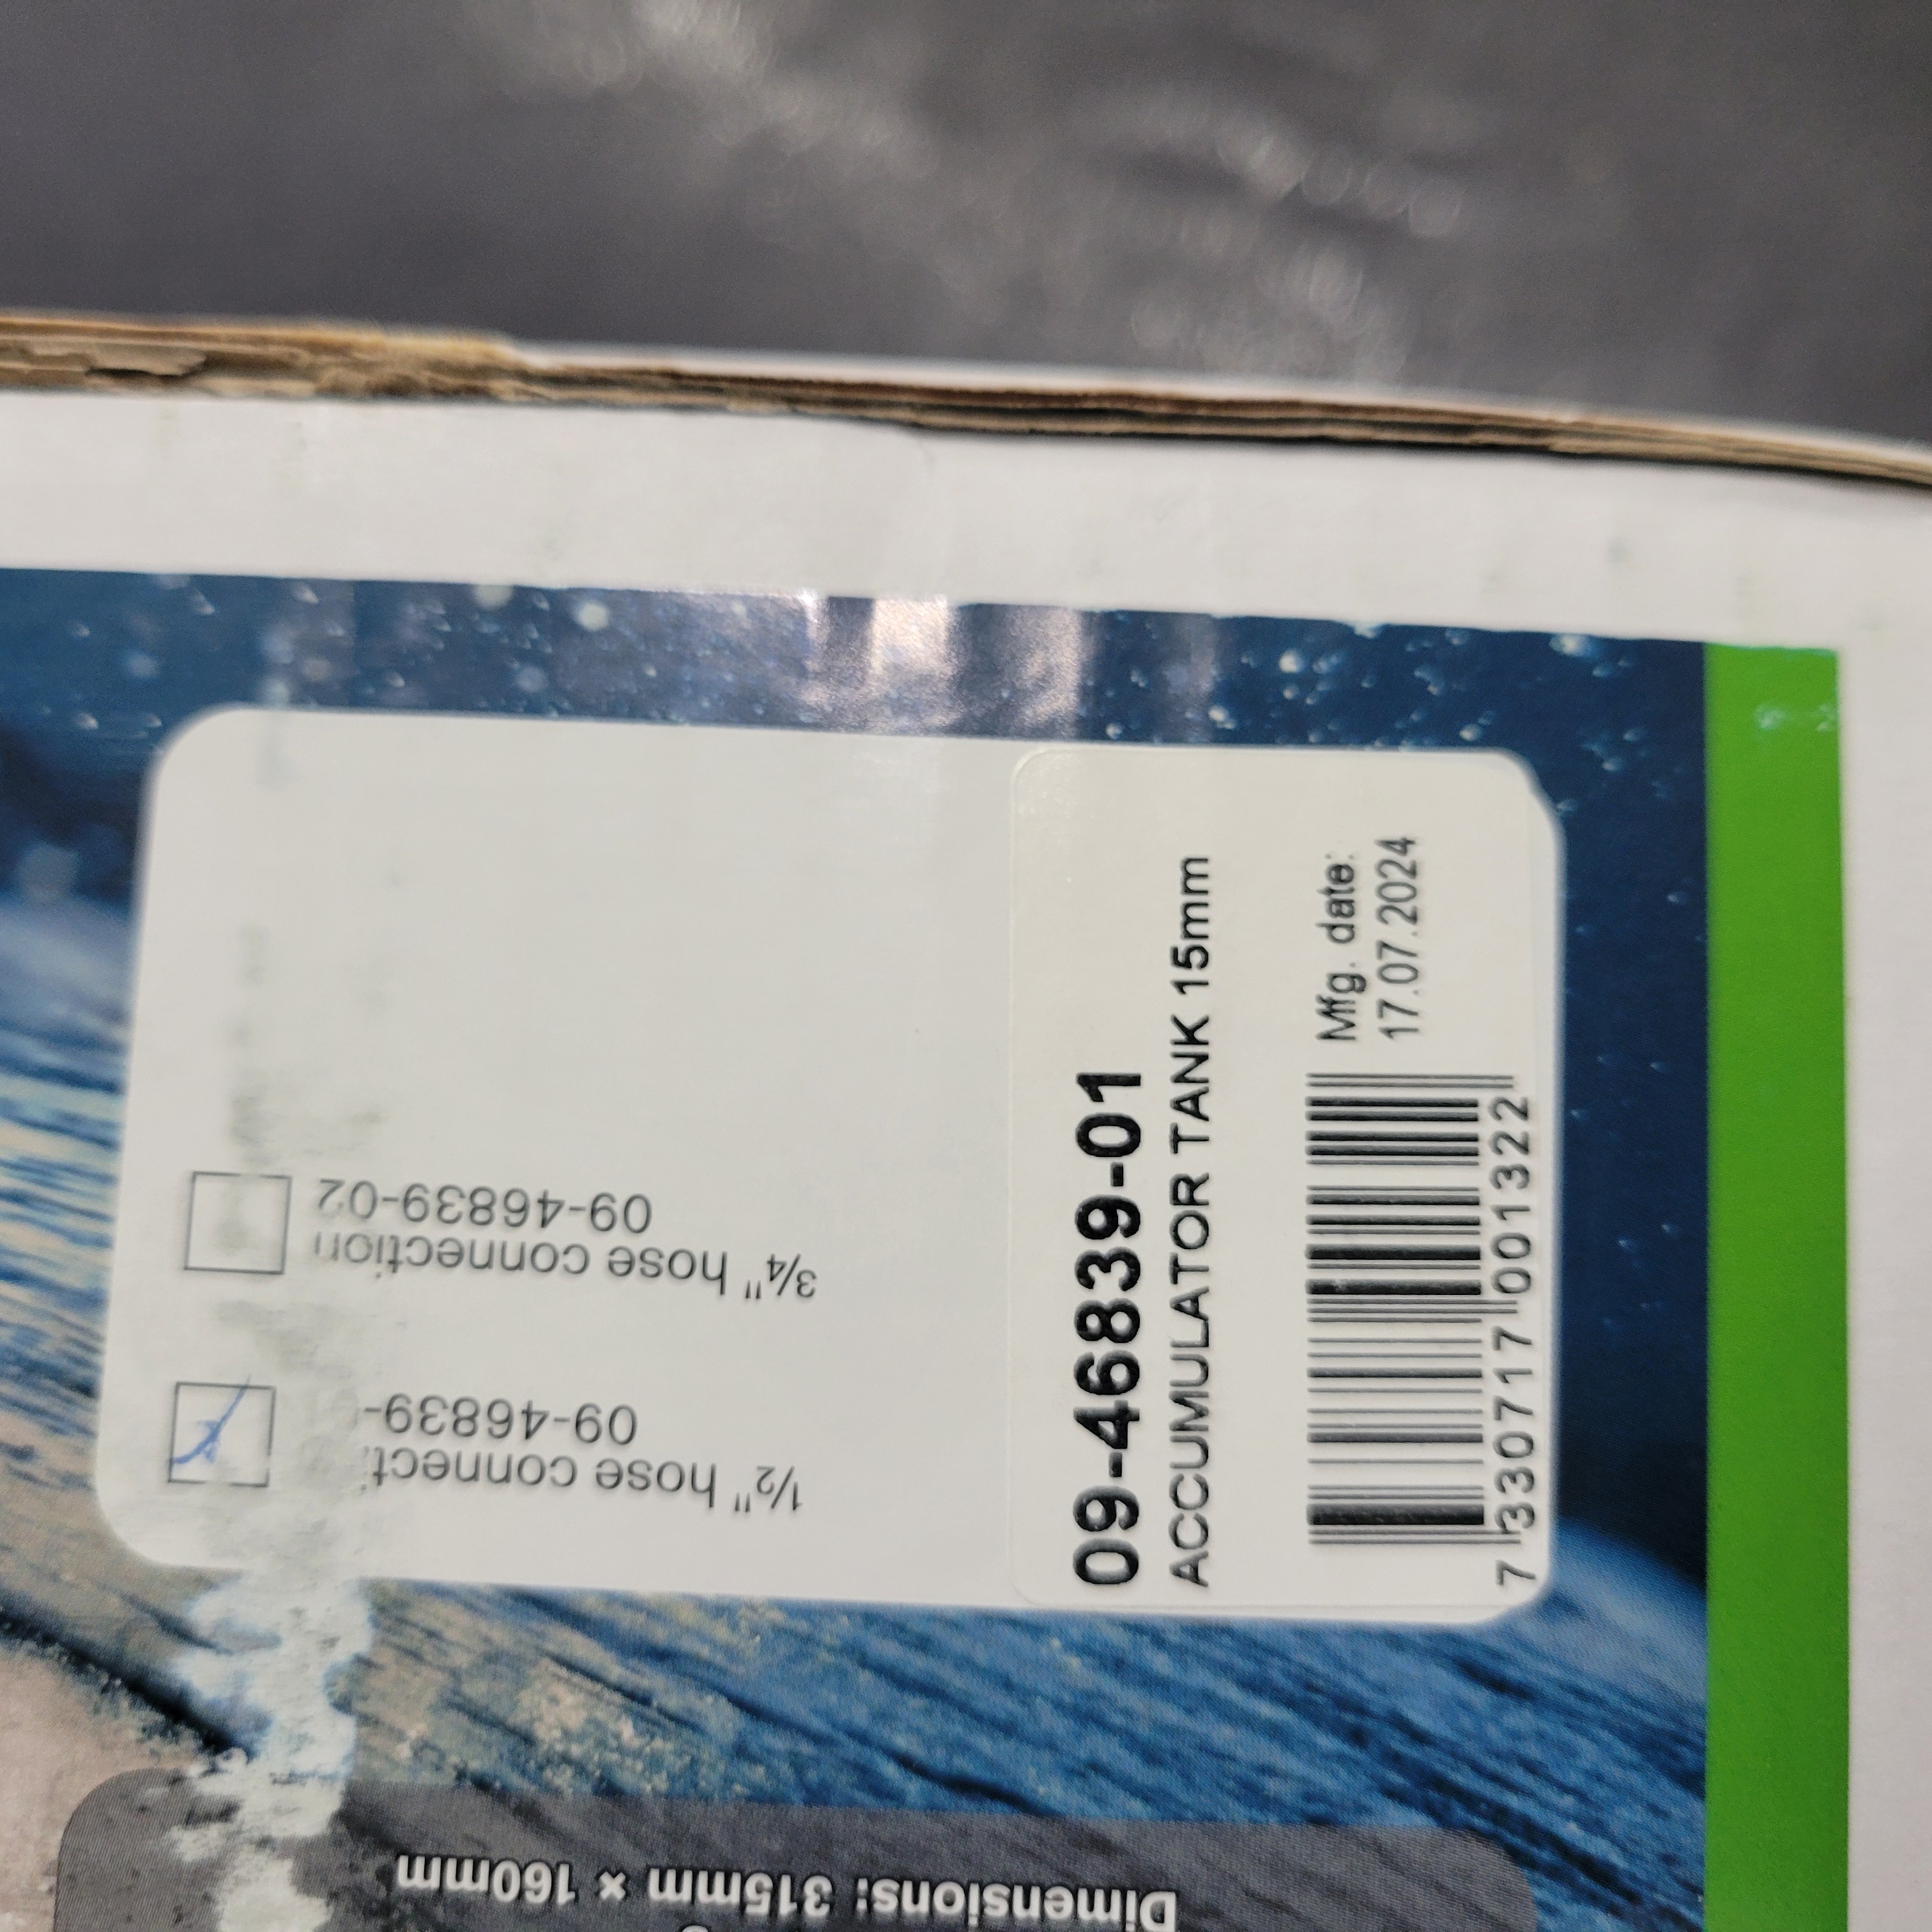 09-46839-01
ACCUMULATOR TANK 15mm
Mfg. date:
17.07.2024
7 330717 001322
½" hose connect
09-46839-
¾" hose connection
09-46839-02
Dimensions: 315mm × 160mm